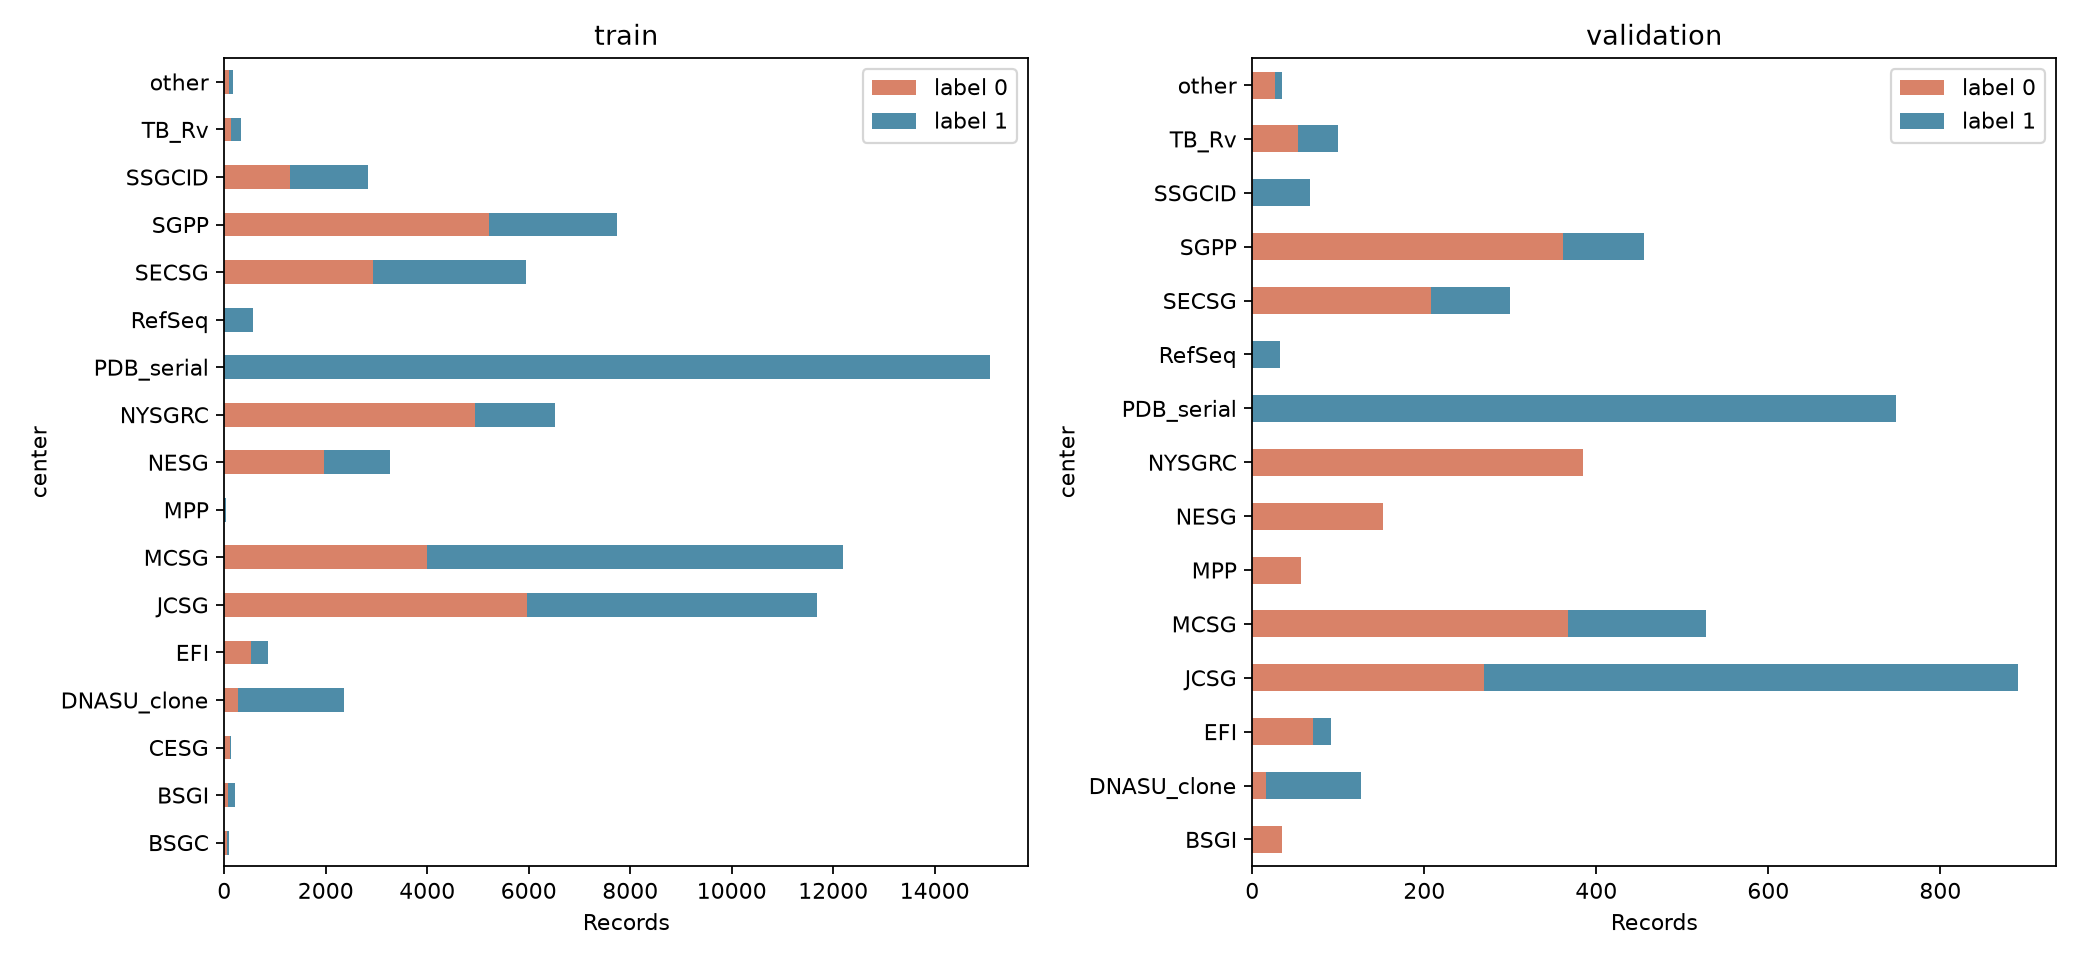 train
other
TB_Rv
SSGCID
SGPP
SECSG
RefSeq
PDB_serial
NYSGRC
NESG
MPP
MCSG
JCSG
EFI
DNASU_clone
CESG
BSGI
BSGC
center
0 2000 4000 6000 8000 10000 12000 14000
Records
label 0
label 1
validation
other
TB_Rv
SSGCID
SGPP
SECSG
RefSeq
PDB_serial
NYSGRC
NESG
MPP
MCSG
JCSG
EFI
DNASU_clone
BSGI
center
0 200 400 600 800
Records
label 0
label 1